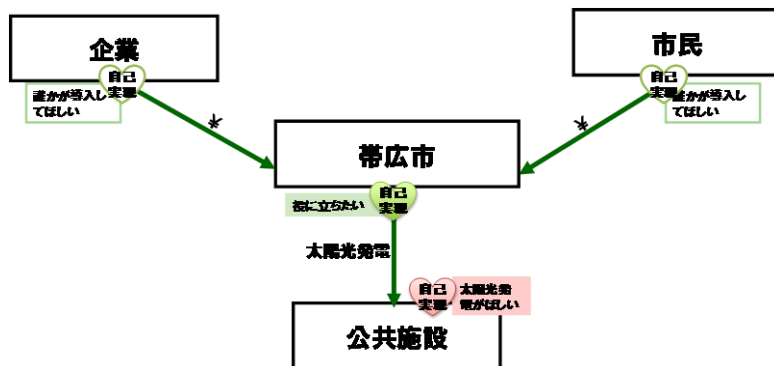 企業
市民
自己
実現
自己
実現
誰かが導入し
てほしい
誰かが導入し
てほしい
¥
¥
帯広市
役に立ちたい
自己
実現
太陽光発電
自己
実現
太陽光発
電がほしい
公共施設